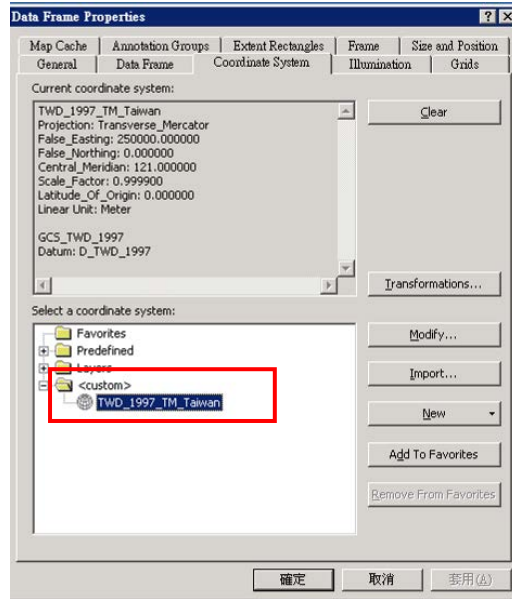 Data Frame Properties
Map Cache Annotation Groups Extent Rectangles Frame Size and Position
General Data Frame Coordinate System Illumination Grids
Current coordinate system:
TWD_1997_TM_Taiwan
Projection: Transverse_Mercator
False_Easting: 250000.000000
False_Northing: 0.000000
Central_Meridian: 121.000000
Scale_Factor: 0.999900
Latitude_Of_Origin: 0.000000
Linear Unit: Meter
GCS_TWD_1997
Datum: D_TWD_1997
Clear
Transformations...
Select a coordinate system:
Favorites
Predefined
Layers
<custom>
TWD_1997_TM_Taiwan
Modify...
Import...
New
Add To Favorites
Remove From Favorites
確定 取消 套用(A)